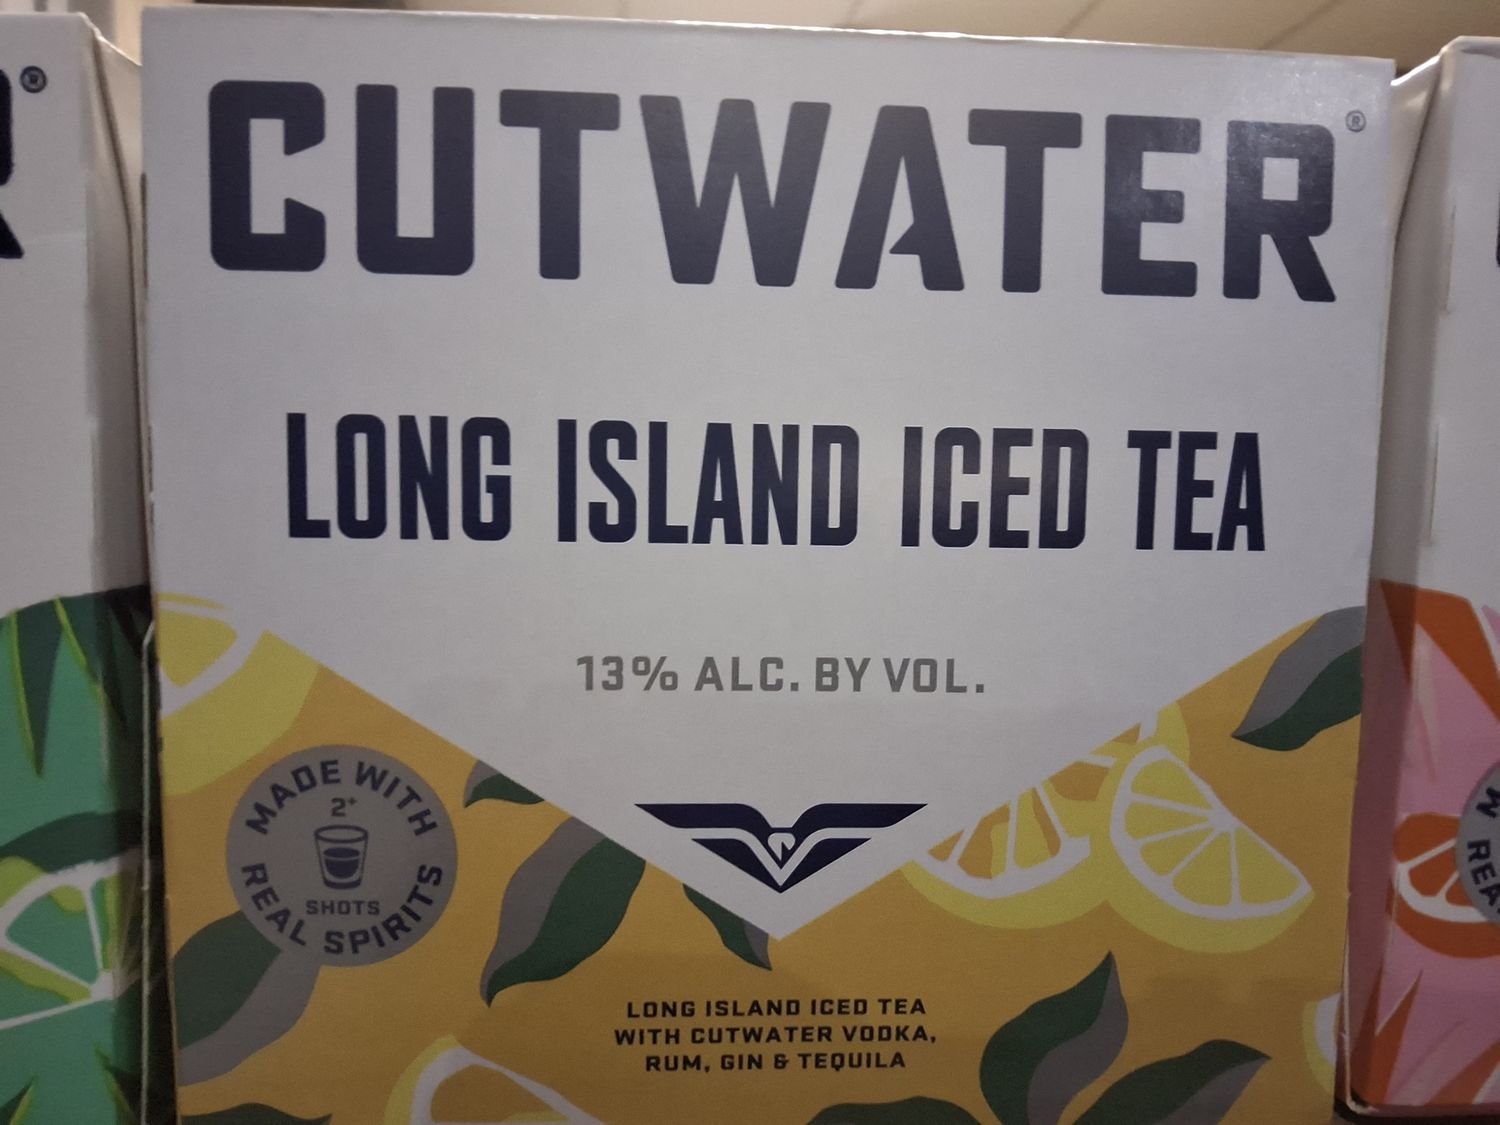 CUTWATER®
LONG ISLAND ICED TEA
13% ALC. BY VOL.
MADE WITH
2+
SHOTS
REAL SPIRITS
LONG ISLAND ICED TEA
WITH CUTWATER VODKA,
RUM, GIN & TEQUILA
R®